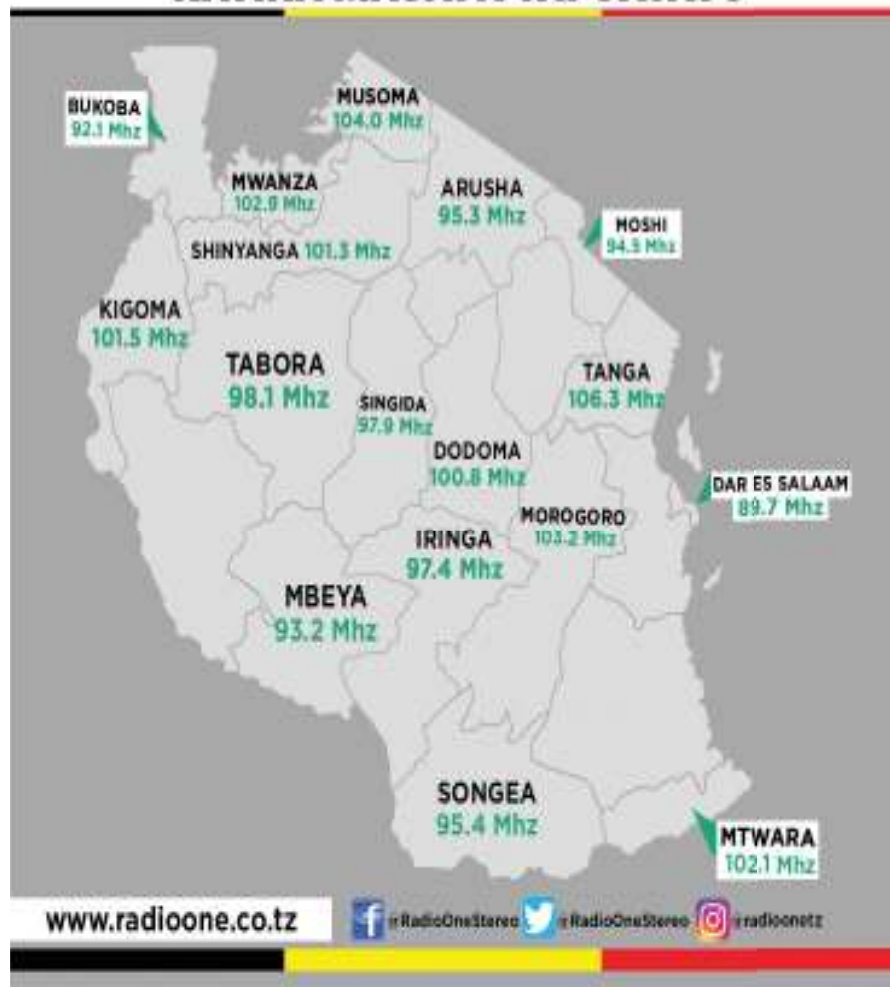 BUKOBA
92.1 Mhz
MUSOMA
104.0 Mhz
MWANZA
102.9 Mhz
ARUSHA
95.3 Mhz
MOSHI
94.5 Mhz
SHINYANGA 101.3 Mhz
KIGOMA
101.5 Mhz
TABORA
98.1 Mhz
SINGIDA
97.9 Mhz
TANGA
106.3 Mhz
DODOMA
100.8 Mhz
DAR ES SALAAM
89.7 Mhz
MOROGORO
103.2 Mhz
IRINGA
97.4 Mhz
MBEYA
93.2 Mhz
SONGEA
95.4 Mhz
MTWARA
102.1 Mhz
www.radioone.co.tz
RadioOneStereo
RadioOneStereo
radioonetz